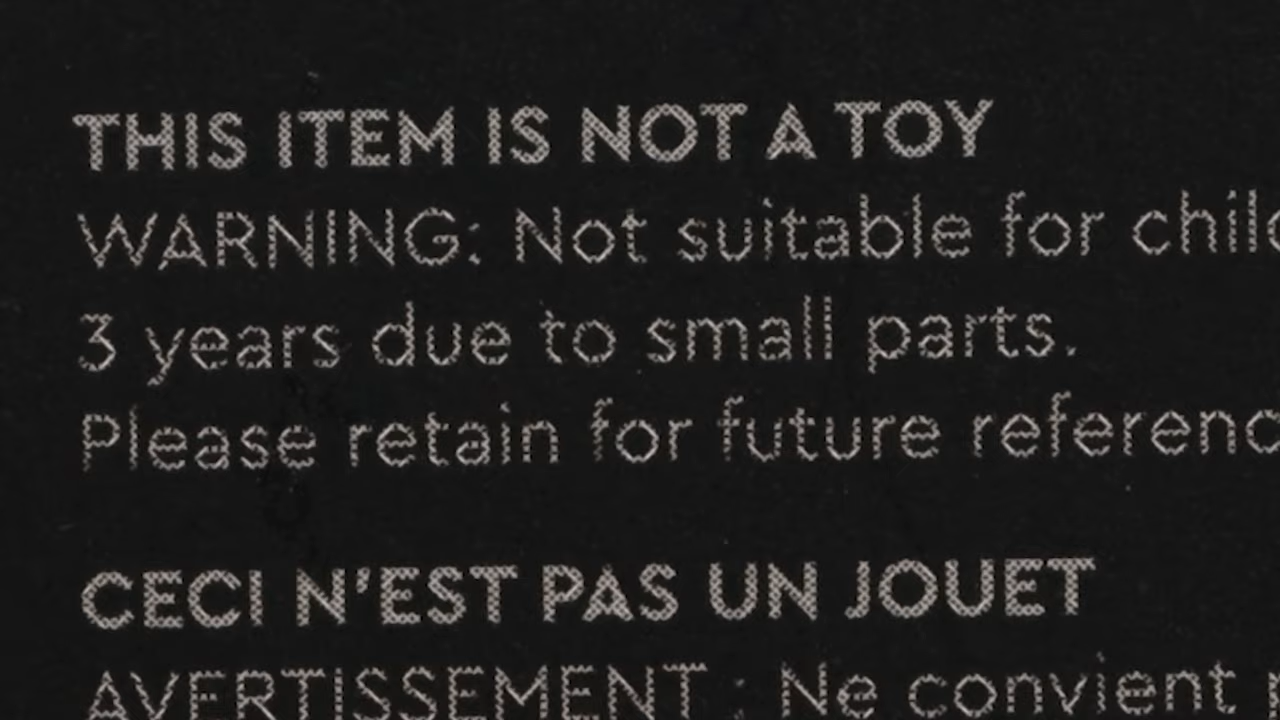 THIS ITEM IS NOT A TOY
WARNING: Not suitable for
3 years due to small parts.
Please retain for future
CECI N'EST PAS UN JOUET
AVERTISSEMENT : Ne convient